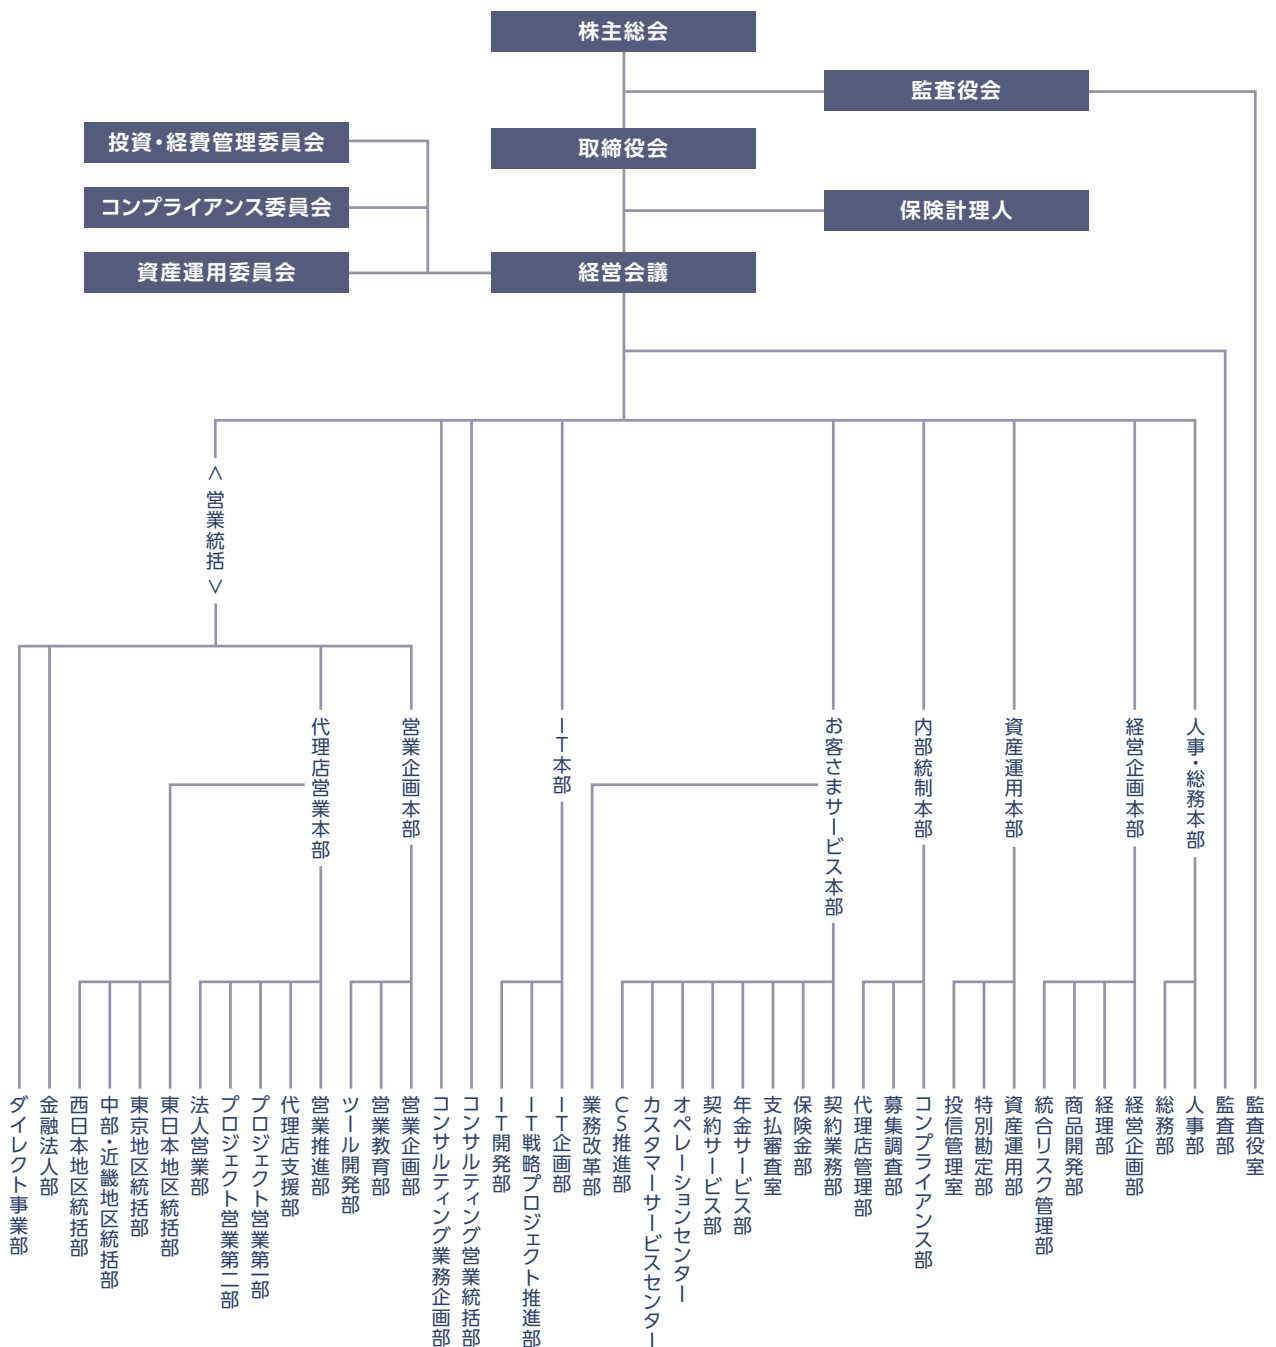 株主総会
監査役会
投資・経費管理委員会
取締役会
コンプライアンス委員会
保険計理人
資産運用委員会
経営会議
＜営業統括＞
代理店営業本部
営業企画本部
IT本部
お客さまサービス本部
内部統制本部
資産運用本部
経営企画本部
人事・総務本部
ダイレクト事業部
金融法人部
西日本地区統括部
中部・近畿地区統括部
東京地区統括部
東日本地区統括部
法人営業部
プロジェクト営業第二部
プロジェクト営業第一部
代理店支援部
営業推進部
ツール開発部
営業教育部
営業企画部
コンサルティング業務企画部
コンサルティング営業統括部
IT開発部
IT戦略プロジェクト推進部
IT企画部
業務改革部
CS推進部
カスタマーサービスセンター
オペレーションセンター
契約サービス部
年金サービス部
支払審査室
保険金部
契約業務部
代理店管理部
募集調査部
コンプライアンス部
投信管理室
特別勘定部
資産運用部
統合リスク管理部
商品開発部
経理部
経営企画部
総務部
人事部
監査部
監査役室